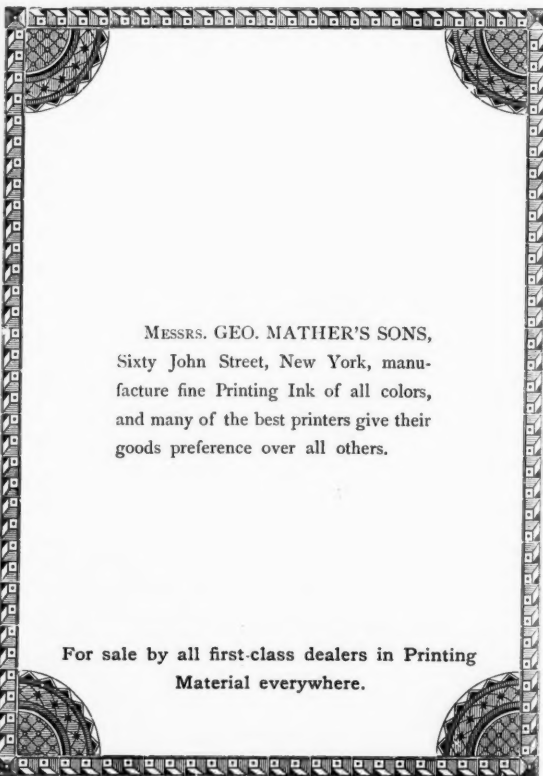 MESSRS. GEO. MATHER'S SONS,
Sixty John Street, New York, manu-
facture fine Printing Ink of all colors,
and many of the best printers give their
goods preference over all others.
For sale by all first-class dealers in Printing
Material everywhere.